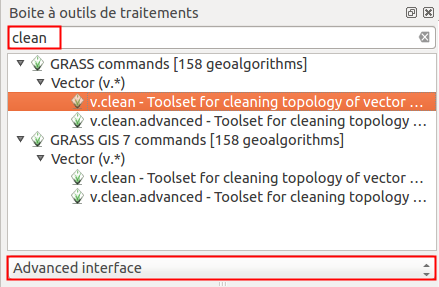 Boite à outils de traitements
clean
GRASS commands [158 geoalgorithms]
Vector (v.*)
v.clean - Toolset for cleaning topology of vector ...
v.clean.advanced - Toolset for cleaning topology ...
GRASS GIS 7 commands [158 geoalgorithms]
Vector (v.*)
v.clean - Toolset for cleaning topology of vector ...
v.clean.advanced - Toolset for cleaning topology ...
Advanced interface